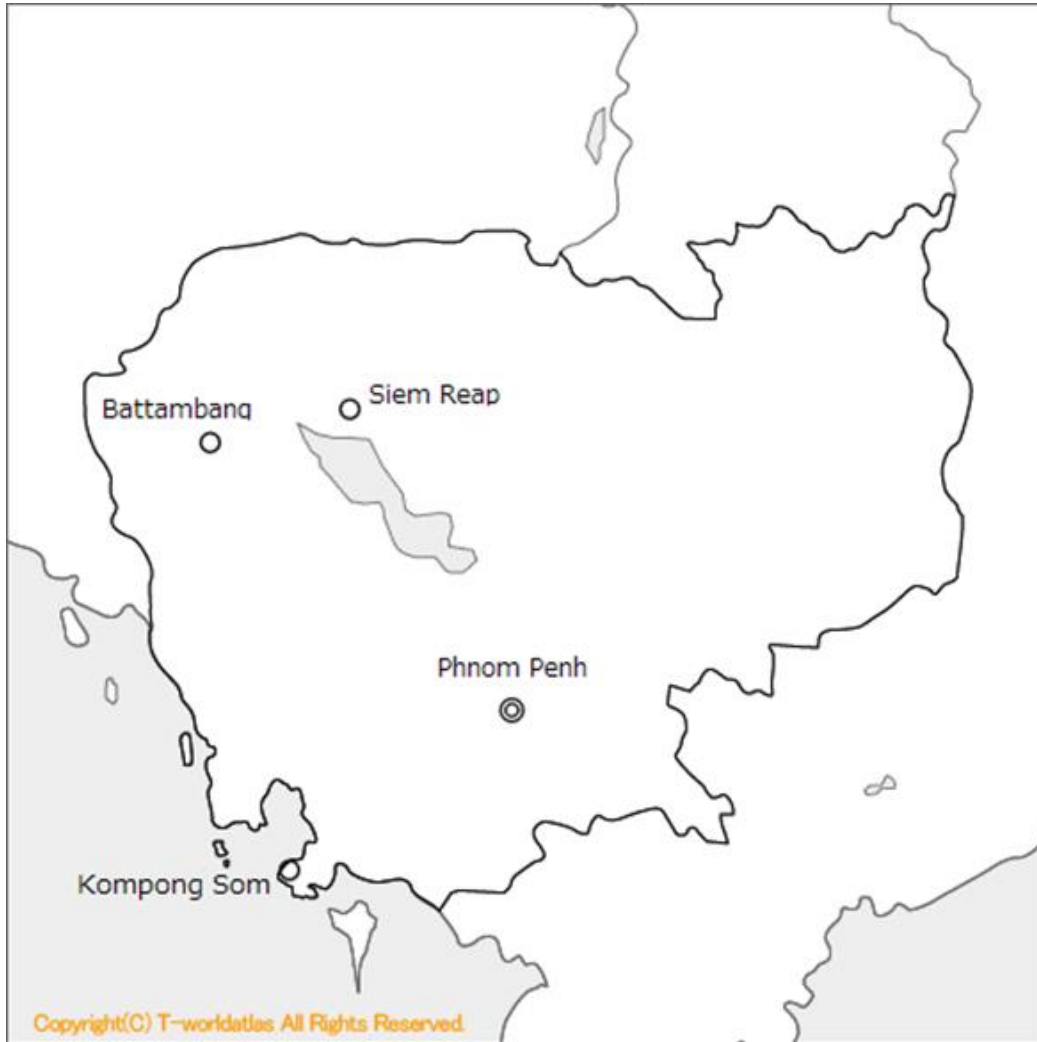 Siem Reap
Battambang
Phnom Penh
Kompong Som
Copyright(C) T-worldatlas All Rights Reserved.